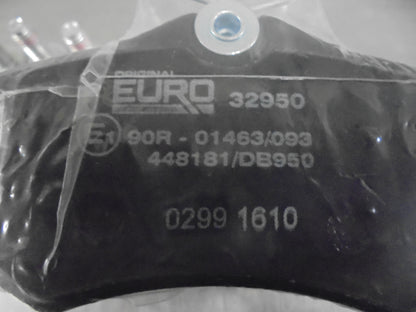 ORIGINAL
EURO 32950
E1 90R - 01463/093
448181/DB950
0299 1610